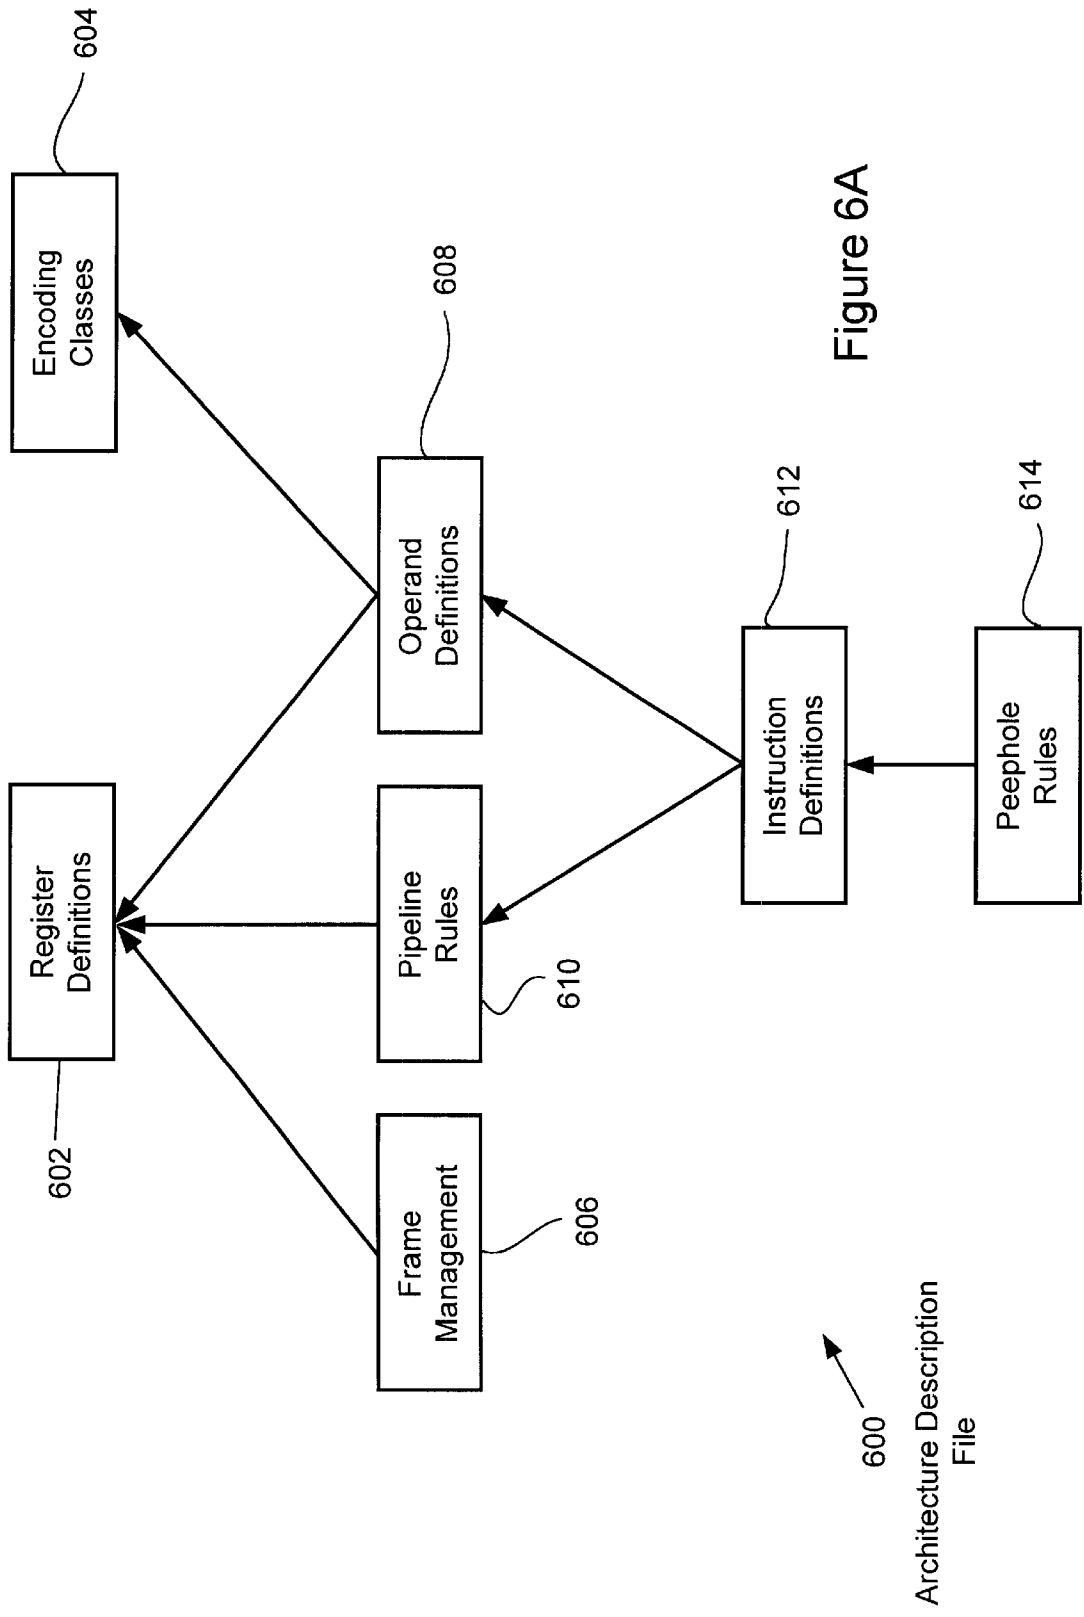 602
Register
Definitions
Encoding
Classes
604
Frame
Management
606
Pipeline
Rules
610
Operand
Definitions
608
Instruction
Definitions
612
Peephole
Rules
614
600
Architecture Description
File
Figure 6A